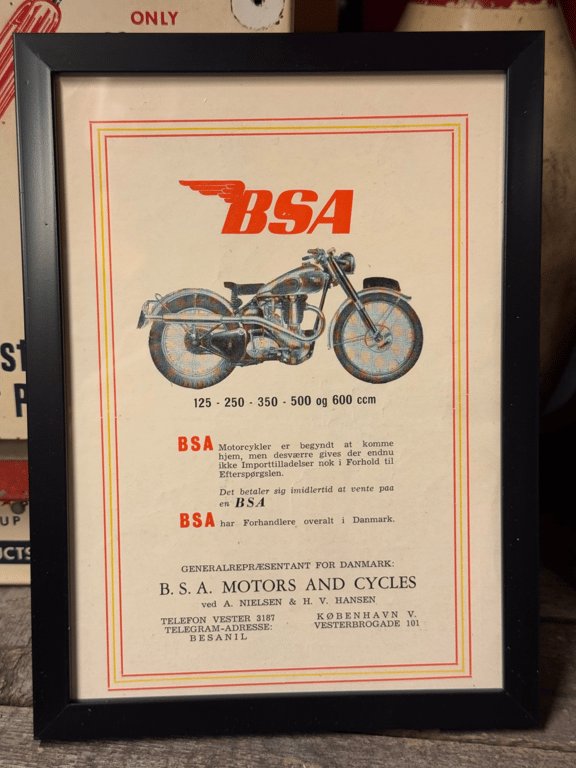 ONLY
BSA
125 - 250 - 350 - 500 og 600 ccm
BSA Motorcykler er begyndt at komme
hjem, men desværre gives der endnu
ikke Importtilladelser nok i Forhold til
Efterspørgslen.
Det betaler sig imidlertid at vente paa
en BSA
BSA har Forhandlere overalt i Danmark.
GENERALREPRÆSENTANT FOR DANMARK:
B. S. A. MOTORS AND CYCLES
ved A. NIELSEN & H. V. HANSEN
TELEFON VESTER 3187
TELEGRAM-ADRESSE:
BESANIL
KØBENHAVN V.
VESTERBROGADE 101